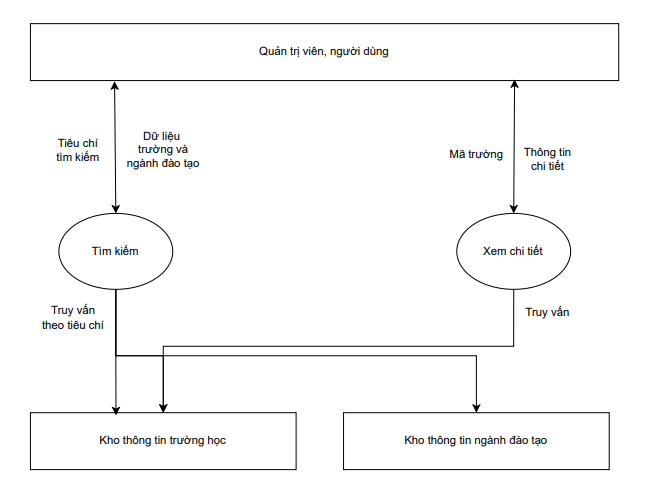 Quản trị viên, người dùng
Tiêu chí
tìm kiếm
Dữ liệu
trường và
ngành đào tạo
Mã trường
Thông tin
chi tiết
Tìm kiếm
Xem chi tiết
Truy vấn
theo tiêu chí
Truy vấn
Kho thông tin trường học
Kho thông tin ngành đào tạo